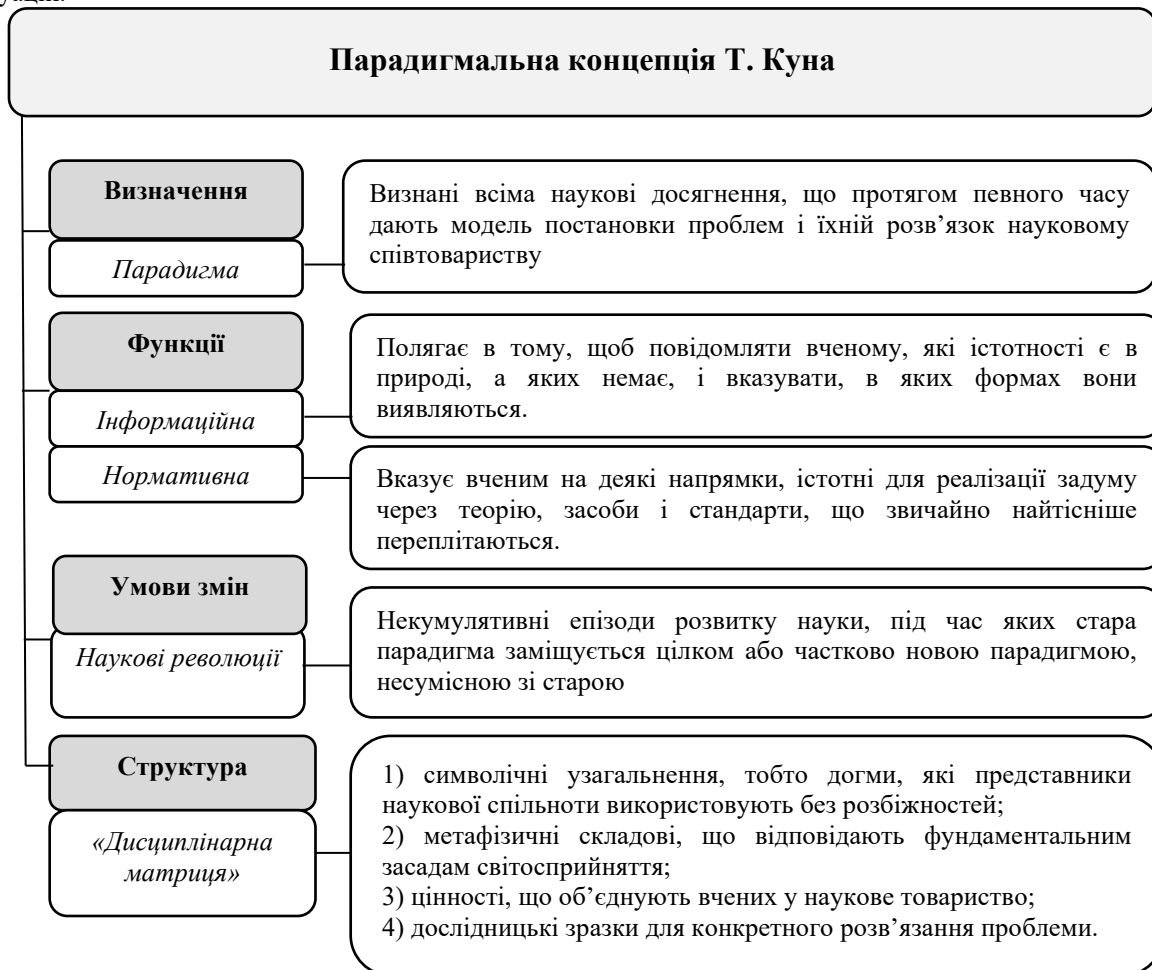 Парадигмальна концепція Т. Куна
Визначення
Парадигма
Визнані всіма наукові досягнення, що протягом певного часу
дають модель постановки проблем і їхній розв’язок науковому
співтовариству
Функції
Інформаційна
Полягає в тому, щоб повідомляти вченому, які істотності є в
природі, а яких немає, і вказувати, в яких формах вони
виявляються.
Нормативна
Вказує вченим на деякі напрямки, істотні для реалізації задуму
через теорію, засоби і стандарти, що звичайно найтісніше
переплітаються.
Умови змін
Наукові революції
Некумулятивні епізоди розвитку науки, під час яких стара
парадигма заміщується цілком або частково новою парадигмою,
несумісною зі старою
Структура
«Дисциплінарна
матриця»
1) символічні узагальнення, тобто догми, які представники
наукової спільноти використовують без розбіжностей;
2) метафізичні складові, що відповідають фундаментальним
засадам світосприйняття;
3) цінності, що об’єднують вчених у наукове товариство;
4) дослідницькі зразки для конкретного розв’язання проблеми.